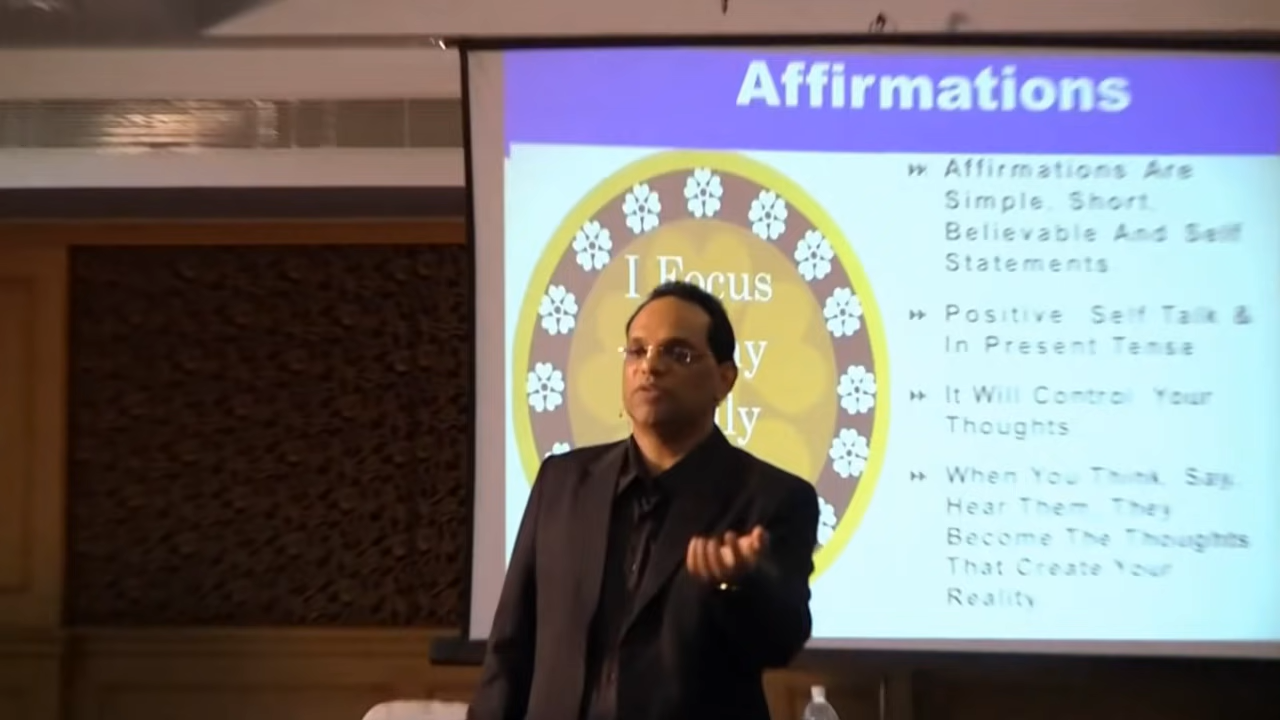 Affirmations
I Focus
ly
Affirmations Are
Simple, Short,
Believable And Self
Statements
Positive Self Talk &
In Present Tense
It Will Control Your
Thoughts
When You Think, Say,
Hear Them, They
Become The Thoughts
That Create Your
Reality